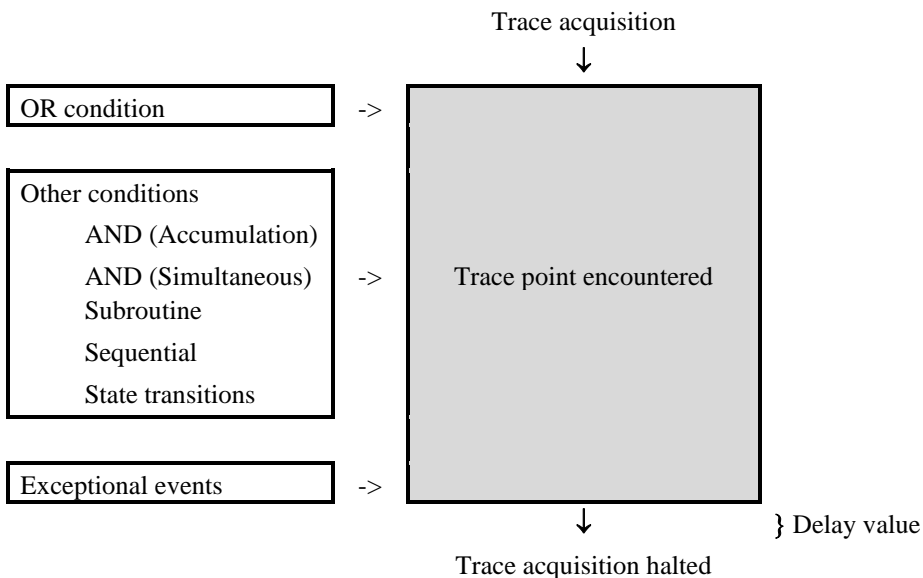 Trace acquisition
↓
OR condition ->
Other conditions
AND (Accumulation)
AND (Simultaneous) -> Trace point encountered
Subroutine
Sequential
State transitions
Exceptional events ->
↓
} Delay value
Trace acquisition halted